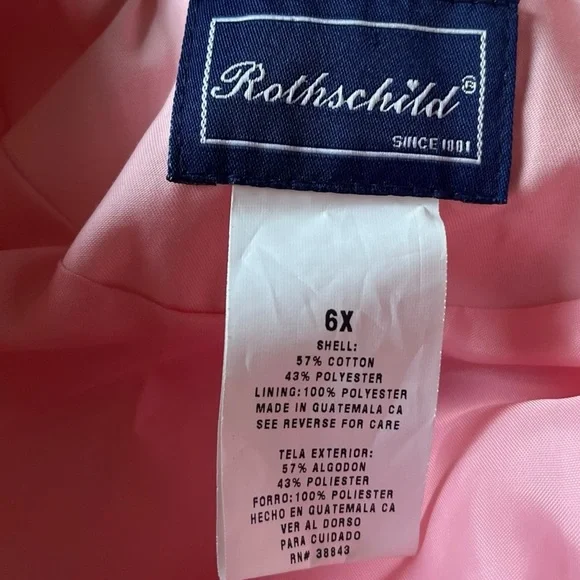 Rothschild®
SINCE 1881
6X
SHELL:
57% COTTON
43% POLYESTER
LINING: 100% POLYESTER
MADE IN GUATEMALA CA
SEE REVERSE FOR CARE
TELA EXTERIOR:
57% ALGODON
43% POLIESTER
FORRO: 100% POLIESTER
HECHO EN GUATEMALA CA
VER AL DORSO
PARA CUIDADO
RN# 38843